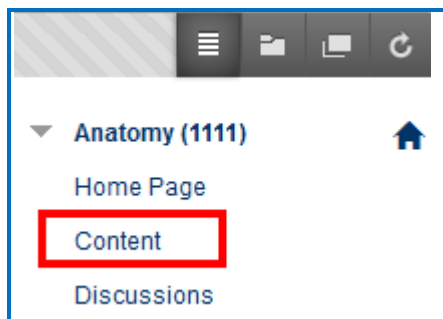 Anatomy (1111)
Home Page
Content
Discussions